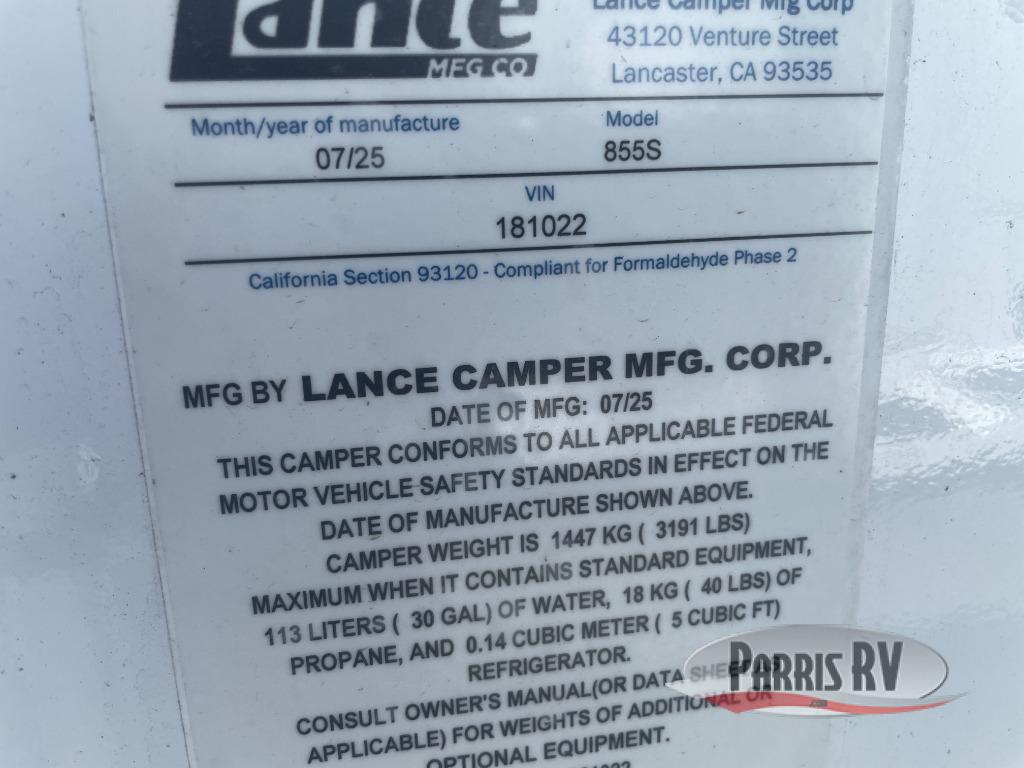 Lance
MFG CO
Lance Camper Mfg Corp
43120 Venture Street
Lancaster, CA 93535
Month/year of manufacture
07/25
Model
855S
VIN
181022
California Section 93120 - Compliant for Formaldehyde Phase 2
MFG BY LANCE CAMPER MFG. CORP.
DATE OF MFG: 07/25
THIS CAMPER CONFORMS TO ALL APPLICABLE FEDERAL
MOTOR VEHICLE SAFETY STANDARDS IN EFFECT ON THE
DATE OF MANUFACTURE SHOWN ABOVE.
CAMPER WEIGHT IS 1447 KG ( 3191 LBS)
MAXIMUM WHEN IT CONTAINS STANDARD EQUIPMENT,
113 LITERS ( 30 GAL) OF WATER, 18 KG ( 40 LBS) OF
PROPANE, AND 0.14 CUBIC METER ( 5 CUBIC FT)
REFRIGERATOR.
CONSULT OWNER'S MANUAL(OR DATA SHEET AS
APPLICABLE) FOR WEIGHTS OF ADDITIONAL OR
OPTIONAL EQUIPMENT.
PARRIS RV
.com